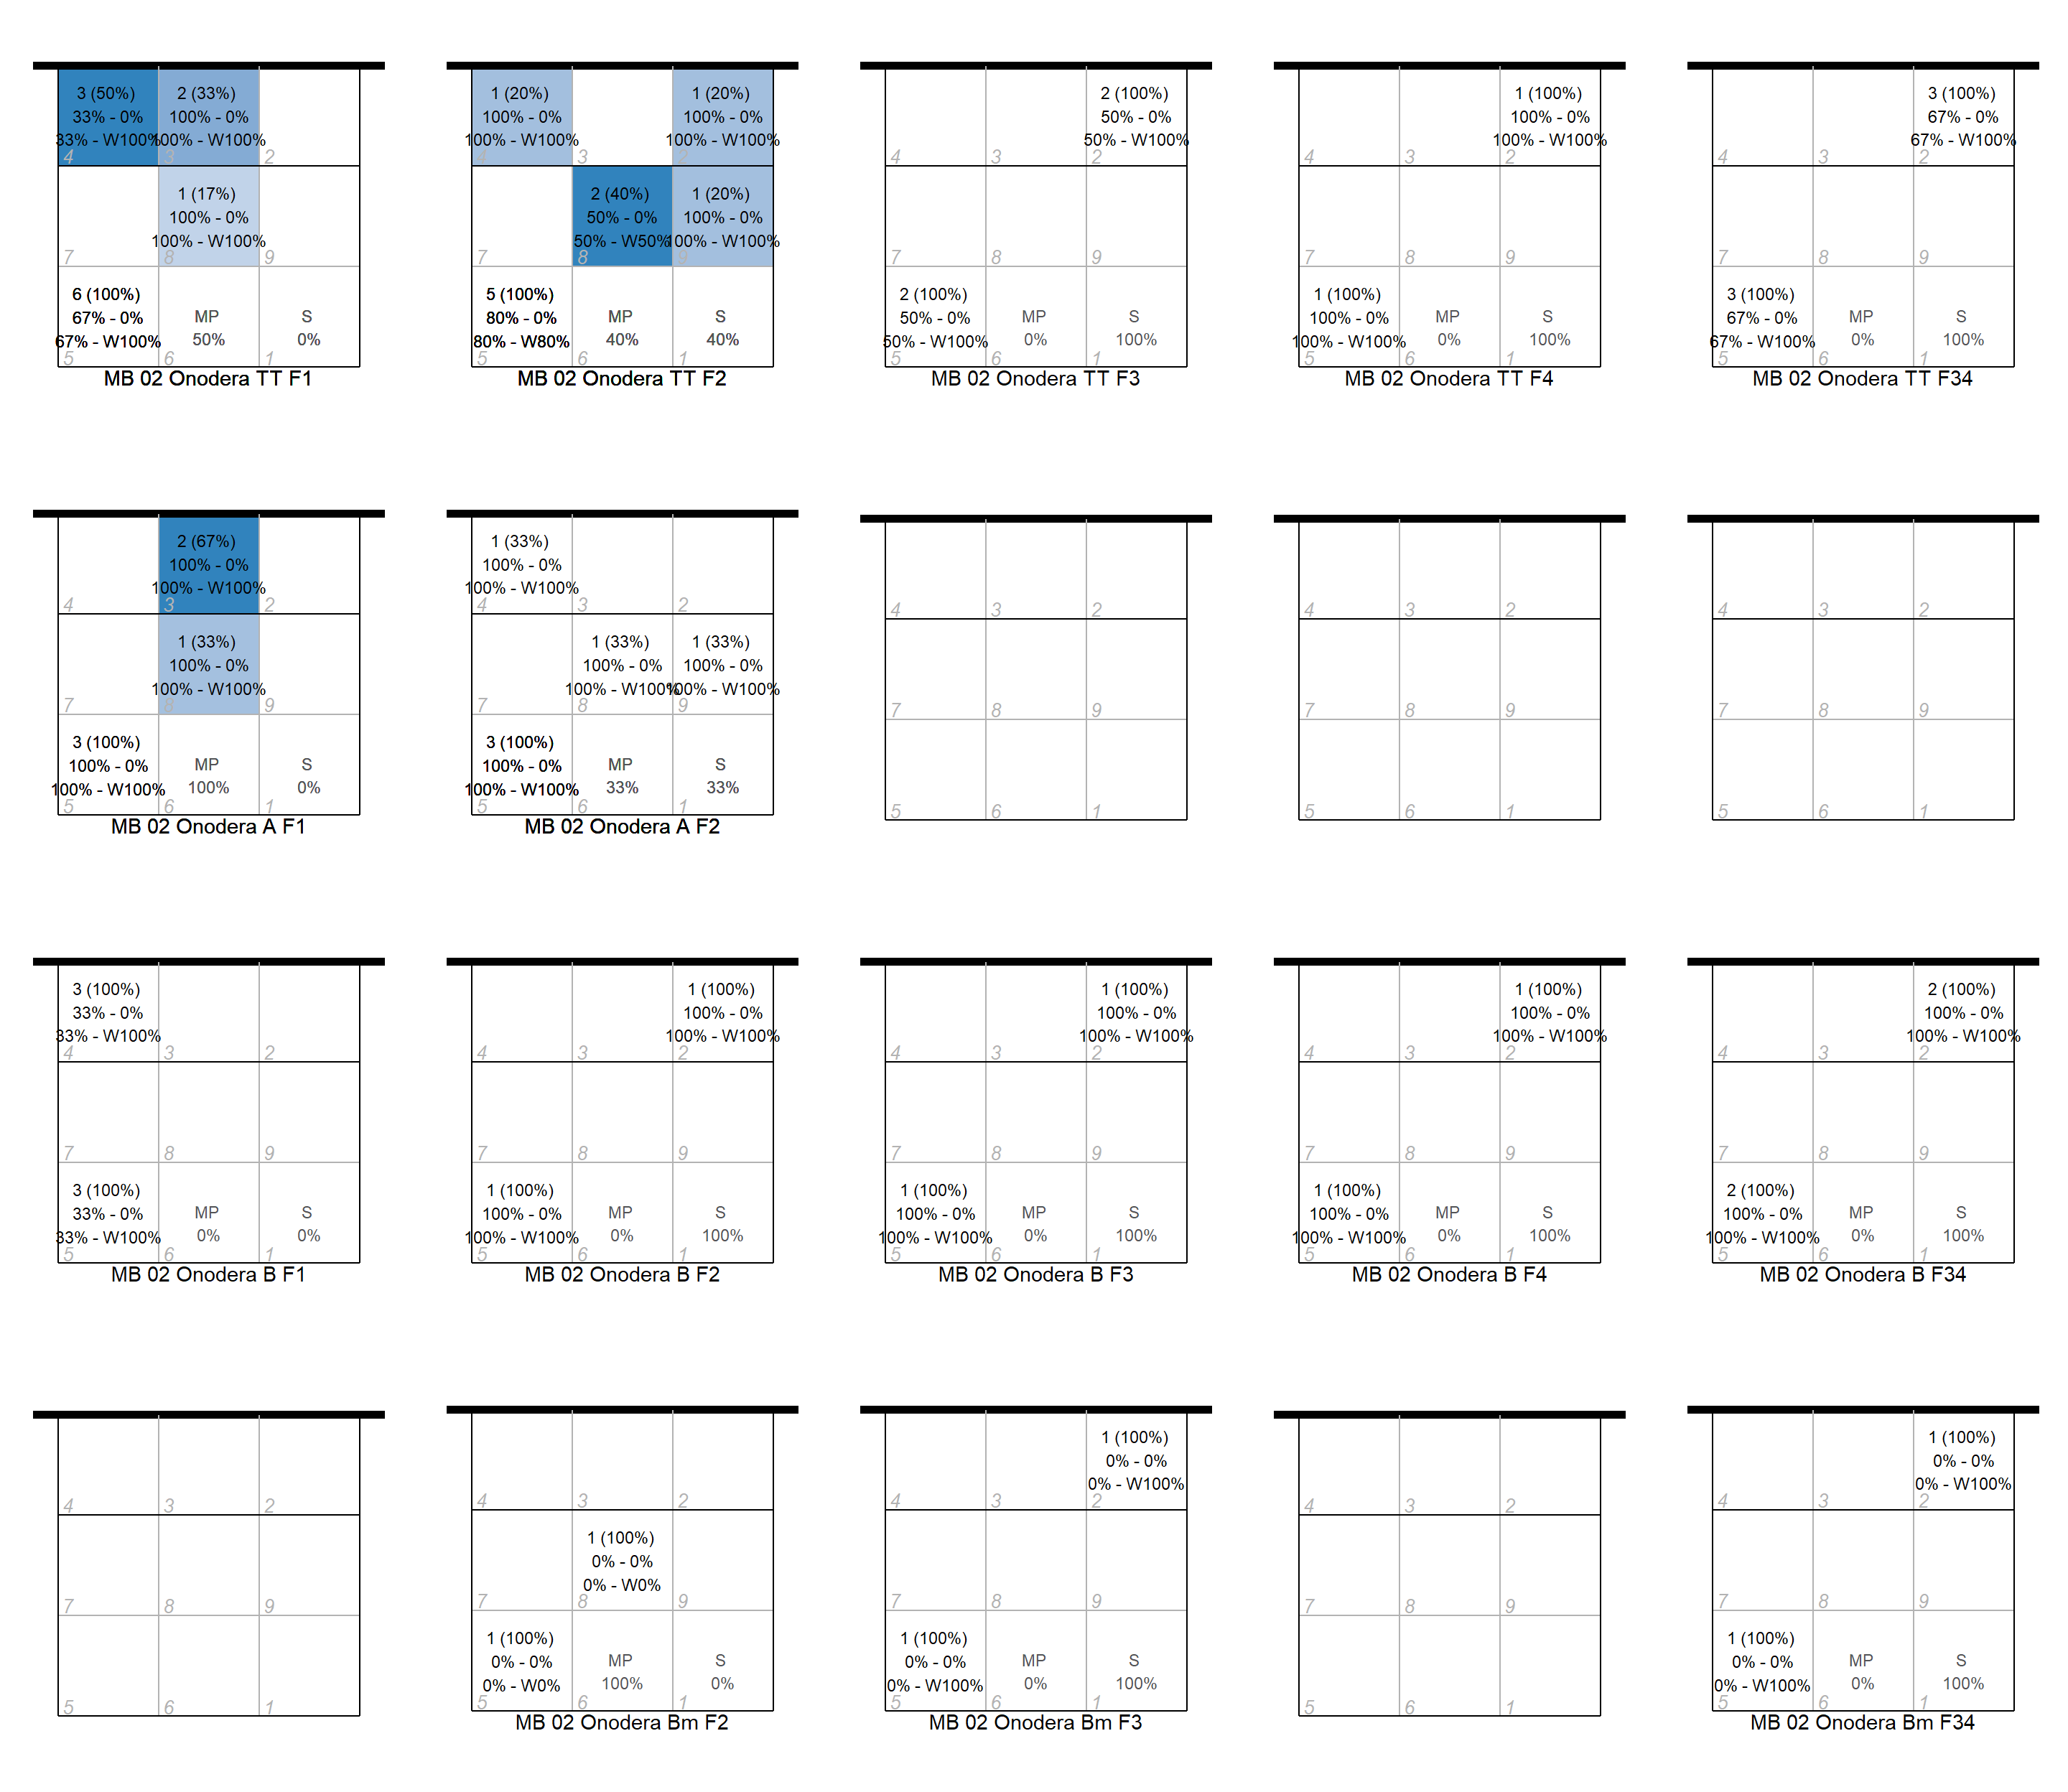 3 (50%)
33% - 0%
33% - W100%
2 (33%)
100% - 0%
100% - W100%
4
3
2
1 (17%)
100% - 0%
100% - W100%
7
8
9
6 (100%)
67% - 0%
67% - W100%
MP
50%
S
0%
5
6
1
MB 02 Onodera TT F1
1 (20%)
100% - 0%
100% - W100%
1 (20%)
100% - 0%
100% - W100%
4
3
2
2 (40%)
50% - 0%
50% - W50%
1 (20%)
100% - 0%
100% - W100%
7
8
9
5 (100%)
80% - 0%
80% - W80%
MP
40%
S
40%
5
6
1
MB 02 Onodera TT F2
2 (100%)
50% - 0%
50% - W100%
4
3
2
7
8
9
2 (100%)
50% - 0%
50% - W100%
MP
0%
S
100%
5
6
1
MB 02 Onodera TT F3
1 (100%)
100% - 0%
100% - W100%
4
3
2
7
8
9
1 (100%)
100% - 0%
100% - W100%
MP
0%
S
100%
5
6
1
MB 02 Onodera TT F4
3 (100%)
67% - 0%
67% - W100%
4
3
2
7
8
9
3 (100%)
67% - 0%
67% - W100%
MP
0%
S
100%
5
6
1
MB 02 Onodera TT F34
2 (67%)
100% - 0%
100% - W100%
4
3
2
1 (33%)
100% - 0%
100% - W100%
7
8
9
3 (100%)
100% - 0%
100% - W100%
MP
100%
S
0%
5
6
1
MB 02 Onodera A F1
1 (33%)
100% - 0%
100% - W100%
4
3
2
1 (33%)
100% - 0%
100% - W100%
1 (33%)
100% - 0%
100% - W100%
7
8
9
3 (100%)
100% - 0%
100% - W100%
MP
33%
S
33%
5
6
1
MB 02 Onodera A F2
4
3
2
7
8
9
5
6
1
4
3
2
7
8
9
5
6
1
4
3
2
7
8
9
5
6
1
3 (100%)
33% - 0%
33% - W100%
4
3
2
7
8
9
3 (100%)
33% - 0%
33% - W100%
MP
0%
S
0%
5
6
1
MB 02 Onodera B F1
1 (100%)
100% - 0%
100% - W100%
4
3
2
7
8
9
1 (100%)
100% - 0%
100% - W100%
MP
0%
S
100%
5
6
1
MB 02 Onodera B F2
1 (100%)
100% - 0%
100% - W100%
4
3
2
7
8
9
1 (100%)
100% - 0%
100% - W100%
MP
0%
S
100%
5
6
1
MB 02 Onodera B F3
1 (100%)
100% - 0%
100% - W100%
4
3
2
7
8
9
1 (100%)
100% - 0%
100% - W100%
MP
0%
S
100%
5
6
1
MB 02 Onodera B F4
2 (100%)
100% - 0%
100% - W100%
4
3
2
7
8
9
2 (100%)
100% - 0%
100% - W100%
MP
0%
S
100%
5
6
1
MB 02 Onodera B F34
4
3
2
7
8
9
5
6
1
4
3
2
1 (100%)
0% - 0%
0% - W0%
7
8
9
1 (100%)
0% - 0%
0% - W0%
MP
100%
S
0%
5
6
1
MB 02 Onodera Bm F2
1 (100%)
0% - 0%
0% - W100%
4
3
2
7
8
9
1 (100%)
0% - 0%
0% - W100%
MP
0%
S
100%
5
6
1
MB 02 Onodera Bm F3
4
3
2
7
8
9
5
6
1
1 (100%)
0% - 0%
0% - W100%
4
3
2
7
8
9
1 (100%)
0% - 0%
0% - W100%
MP
0%
S
100%
5
6
1
MB 02 Onodera Bm F34